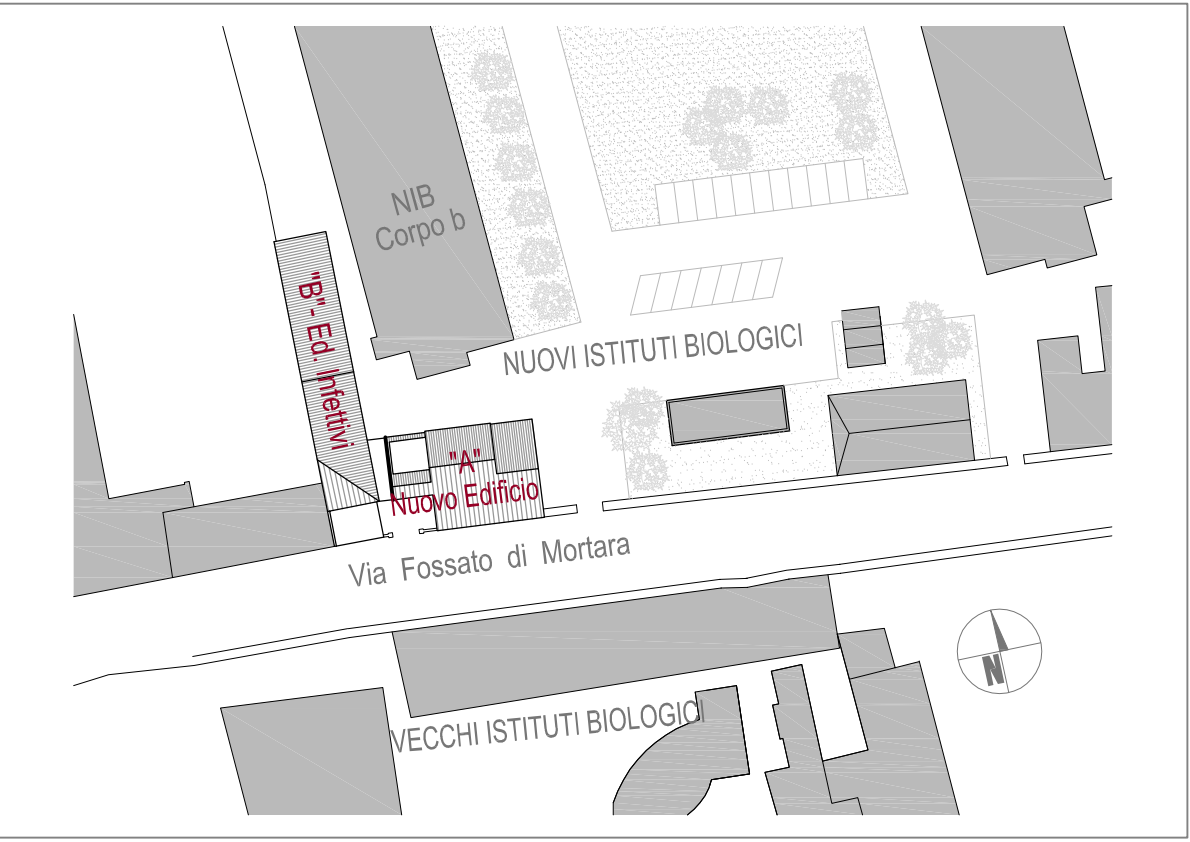 NIB
Corpo b
"B"- Ed. Infettivi
NUOVI ISTITUTI BIOLOGICI
"A"
Nuovo Edificio
Via Fossato di Mortara
N
VECCHI ISTITUTI BIOLOGICI